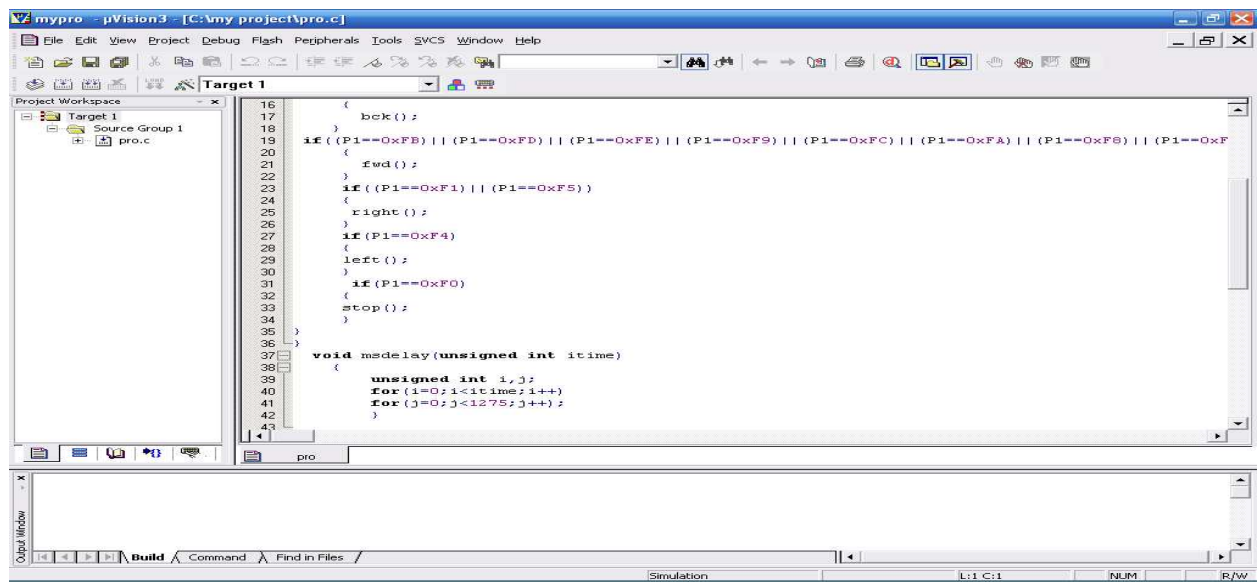 mypro - µVision3 - [C:\my project\pro.c]
File Edit View Project Debug Flash Peripherals Tools SVCS Window Help
Target 1
Project Workspace
Target 1
Source Group 1
pro.c
16 {
17 bck();
18 }
19 if((P1==0xFB)||(P1==0xFD)||(P1==0xFE)||(P1==0xF9)||(P1==0xFC)||(P1==0xFA)||(P1==0xF8)||(P1==0xF
20 {
21 fwd();
22 }
23 if((P1==0xF1)||(P1==0xF5))
24 {
25 right();
26 }
27 if(P1==0xF4)
28 {
29 left();
30 }
31 if(P1==0xF0)
32 {
33 stop();
34 }
35 }
36 }
37 void msdelay(unsigned int itime)
38 {
39 unsigned int i,j;
40 for(i=0;i<itime;i++)
41 for(j=0;j<1275;j++);
42 }
43
pro
Output Window
Build Command Find in Files
Simulation L:1 C:1 NUM R/W